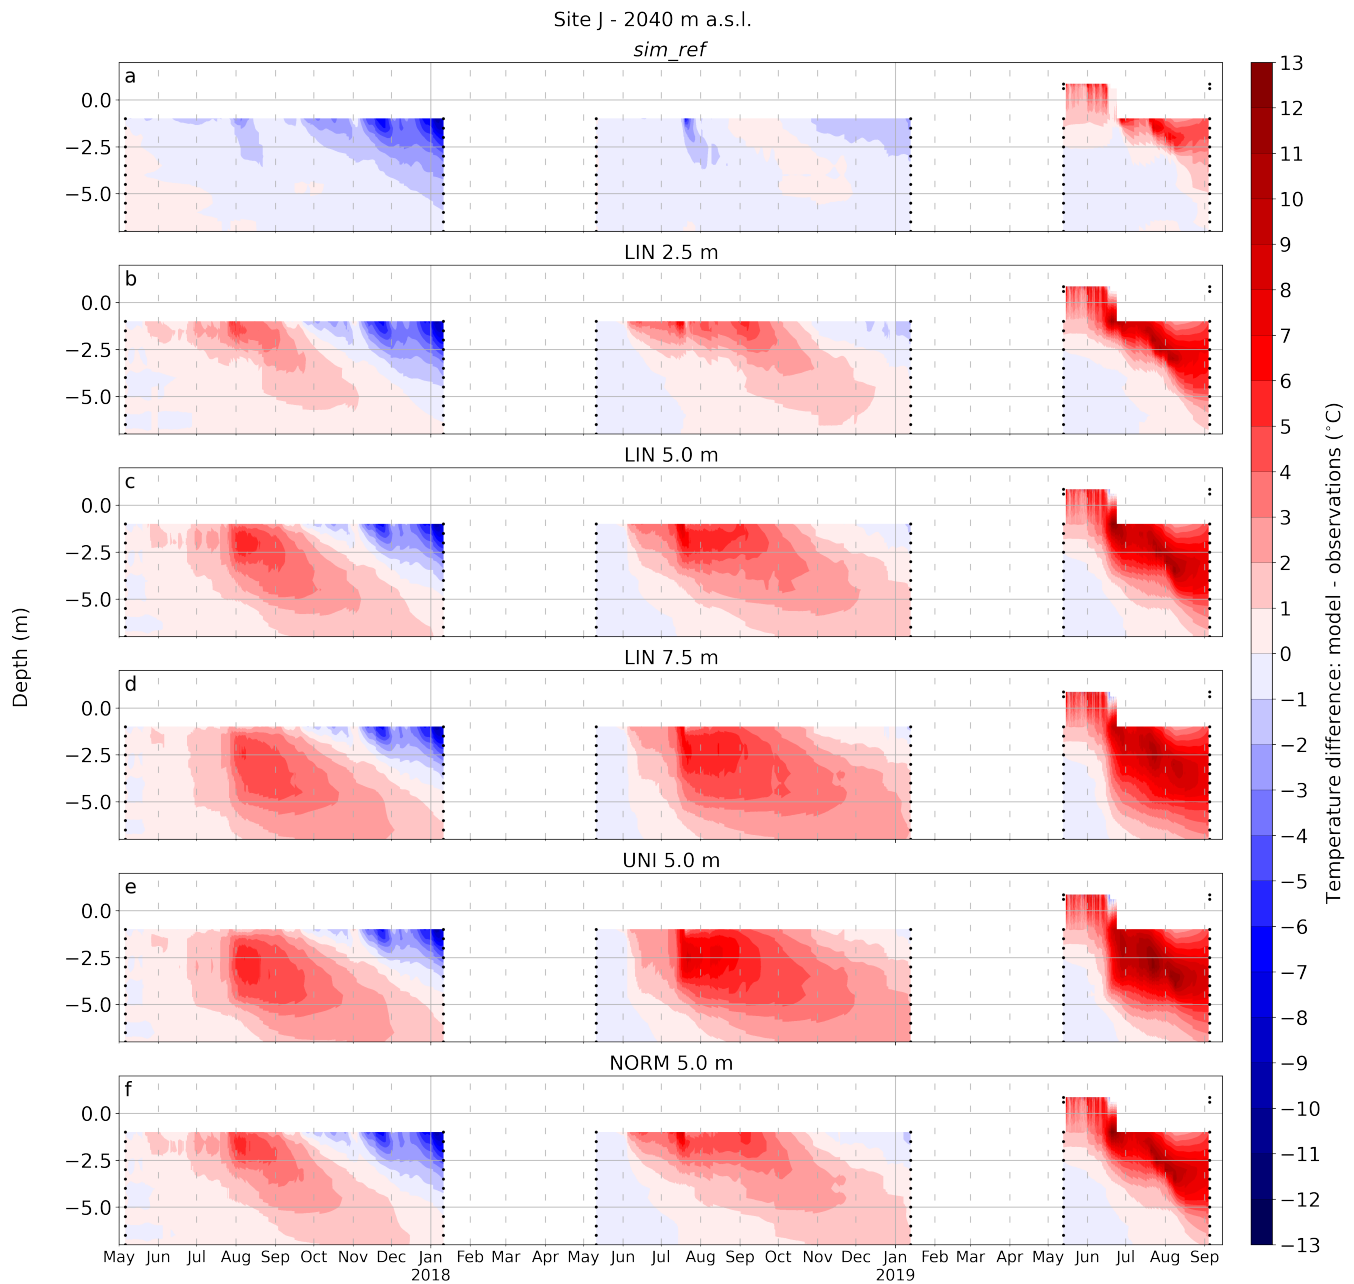 Site J - 2040 m a.s.l.
sim_ref
a
0.0
−2.5
−5.0
LIN 2.5 m
b
0.0
−2.5
−5.0
LIN 5.0 m
c
0.0
−2.5
−5.0
LIN 7.5 m
d
0.0
−2.5
−5.0
UNI 5.0 m
e
0.0
−2.5
−5.0
NORM 5.0 m
f
0.0
−2.5
−5.0
May Jun Jul Aug Sep Oct Nov Dec Jan Feb Mar Apr May Jun Jul Aug Sep Oct Nov Dec Jan Feb Mar Apr May Jun Jul Aug Sep
2018 2019
Depth (m)
13
12
11
10
9
8
7
6
5
4
3
2
1
0
−1
−2
−3
−4
−5
−6
−7
−8
−9
−10
−11
−12
−13
Temperature difference: model - observations (°C)